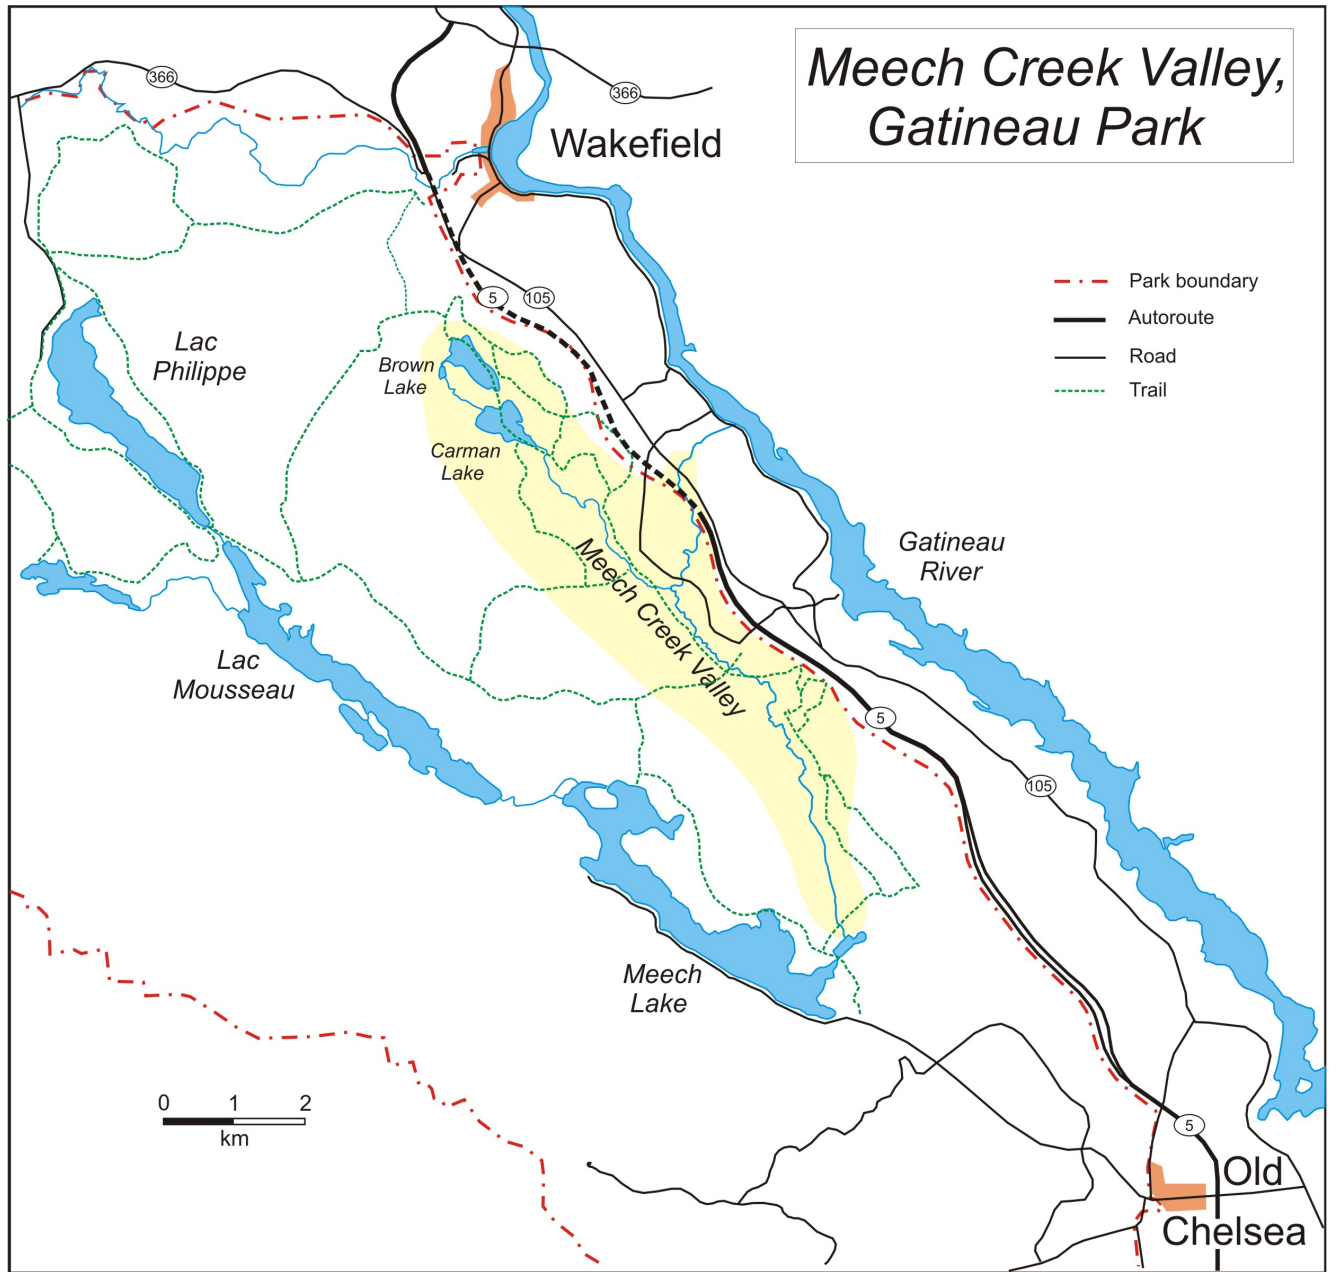 Meech Creek Valley,
Gatineau Park
366
366
Wakefield
Park boundary
Autoroute
Road
Trail
5
105
Lac
Philippe
Brown
Lake
Carman
Lake
Gatineau
River
Meech Creek Valley
Lac
Mousseau
5
105
Meech
Lake
0 1 2
km
5
Old
Chelsea